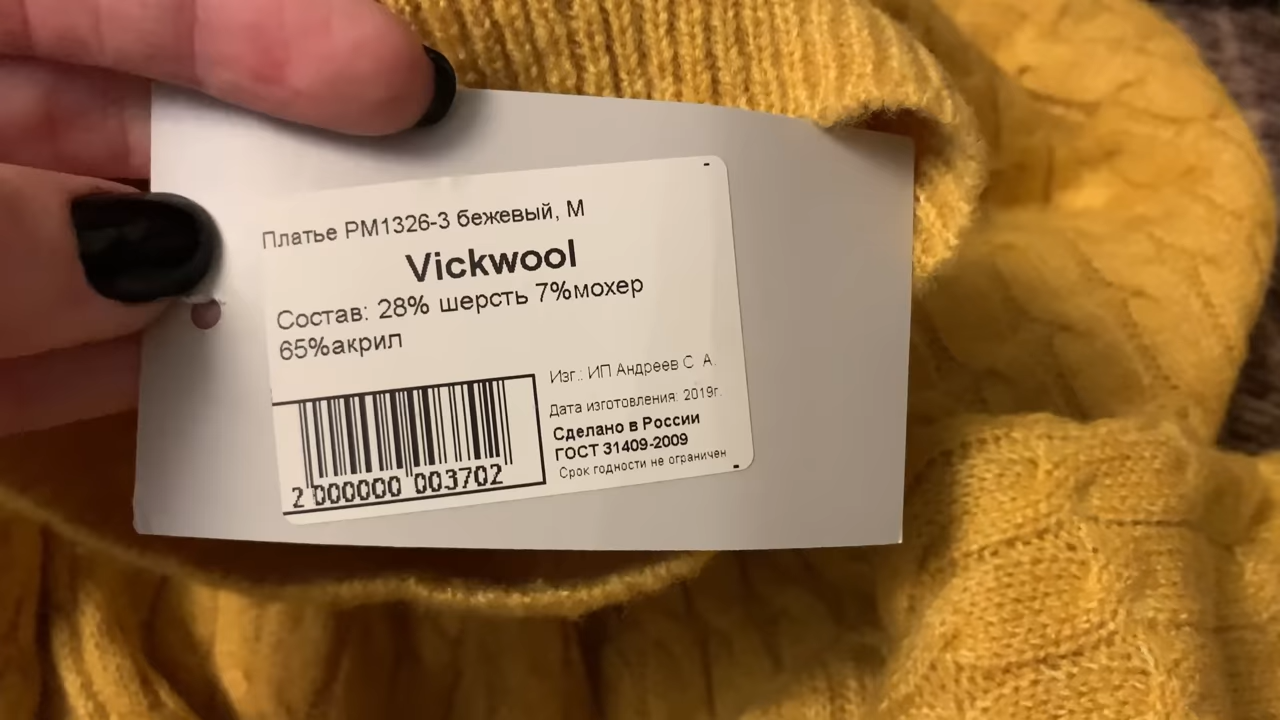 Платье РМ1326-3 бежевый, М
Vickwool
Состав: 28% шерсть 7%мохер
65%акрил
Изг.: ИП Андреев С. А.
Дата изготовления: 2019г.
Сделано в России
ГОСТ 31409-2009
Срок годности не ограничен
2 000000 003702